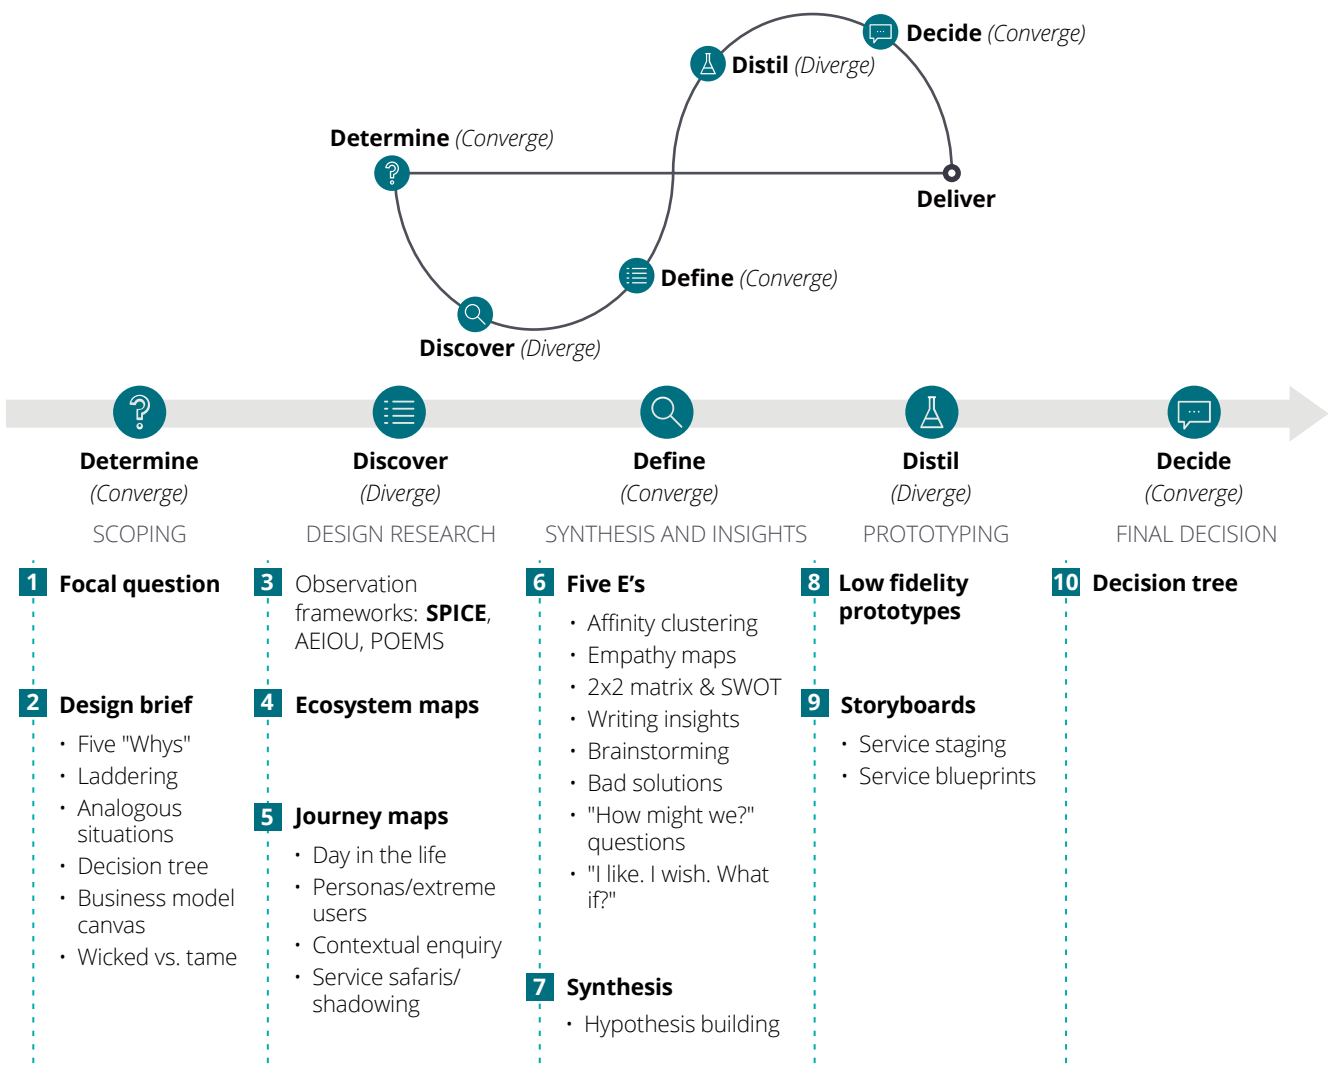 Decide (Converge)
Distil (Diverge)
Determine (Converge)
Deliver
Define (Converge)
Discover (Diverge)
Determine
(Converge)
SCOPING
1 Focal question
2 Design brief
• Five "Whys"
• Laddering
• Analogous
situations
• Decision tree
• Business model
canvas
• Wicked vs. tame
Discover
(Diverge)
DESIGN RESEARCH
3 Observation
frameworks: SPICE,
AEIOU, POEMS
4 Ecosystem maps
5 Journey maps
• Day in the life
• Personas/extreme
users
• Contextual enquiry
• Service safaris/
shadowing
Define
(Converge)
SYNTHESIS AND INSIGHTS
6 Five E's
• Affinity clustering
• Empathy maps
• 2x2 matrix & SWOT
• Writing insights
• Brainstorming
• Bad solutions
• "How might we?"
questions
• "I like. I wish. What
if?"
7 Synthesis
• Hypothesis building
Distil
(Diverge)
PROTOTYPING
8 Low fidelity
prototypes
9 Storyboards
• Service staging
• Service blueprints
Decide
(Converge)
FINAL DECISION
10 Decision tree